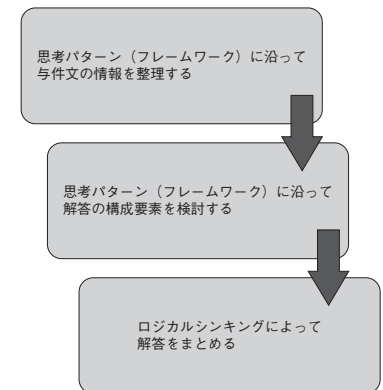 思考パターン（フレームワーク）に沿って
与件文の情報を整理する
思考パターン（フレームワーク）に沿って
解答の構成要素を検討する
ロジカルシンキングによって
解答をまとめる